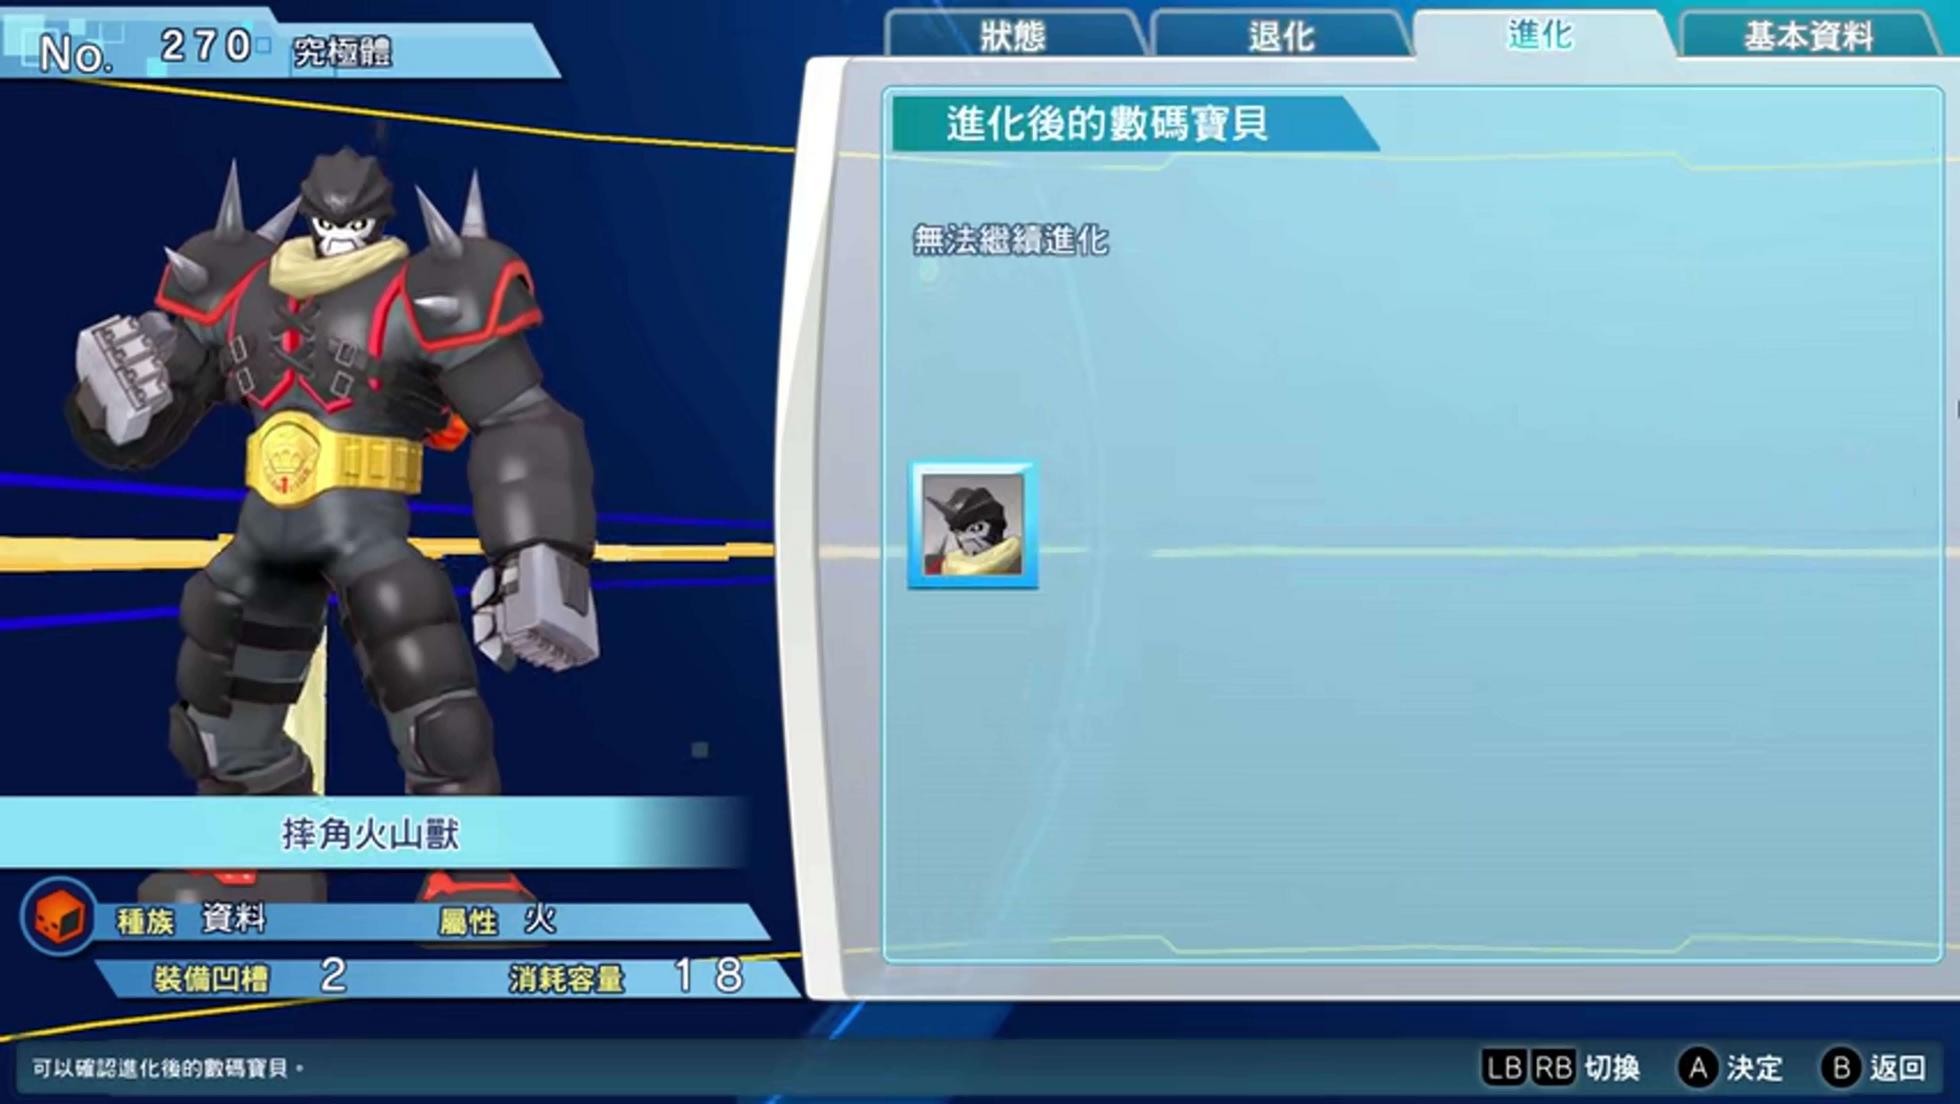 No. 270 究極體
狀態 退化 進化 基本資料
進化後的數碼寶貝
無法繼續進化
摔角火山獸
種族 資料 屬性 火
裝備凹槽 2 消耗容量 18
可以確認進化後的數碼寶貝。
LB RB 切換 A 決定 B 返回